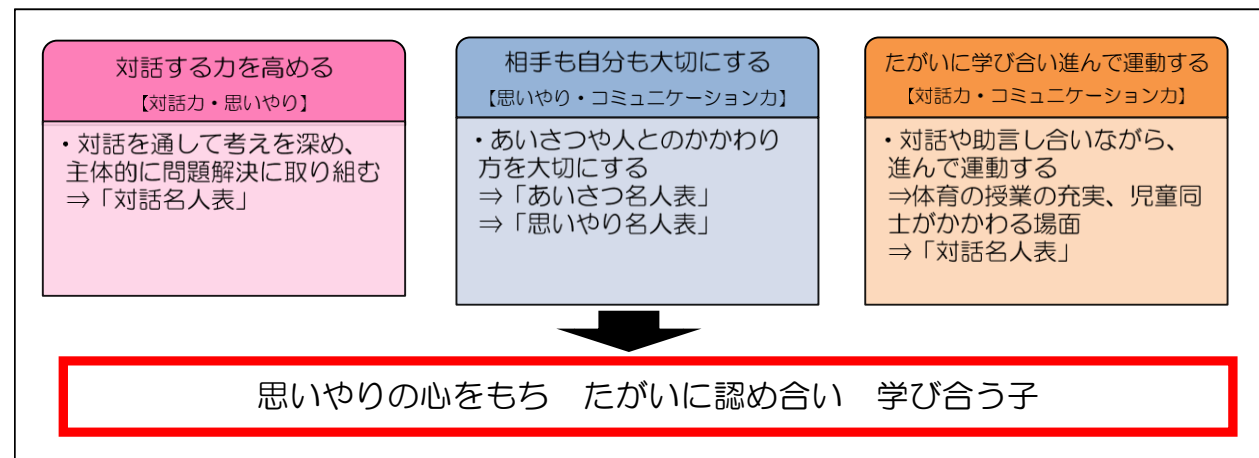 対話する力を高める
【対話力・思いやり】
・対話を通して考えを深め、
主体的に問題解決に取り組む
⇒「対話名人表」
相手も自分も大切にする
【思いやり・コミュニケーション力】
・あいさつや人とのかかわり
方を大切にする
⇒「あいさつ名人表」
⇒「思いやり名人表」
たがいに学び合い進んで運動する
【対話力・コミュニケーション力】
・対話や助言し合いながら、
進んで運動する
⇒体育の授業の充実、児童同
士がかかわる場面
⇒「対話名人表」
思いやりの心をもち　たがいに認め合い　学び合う子